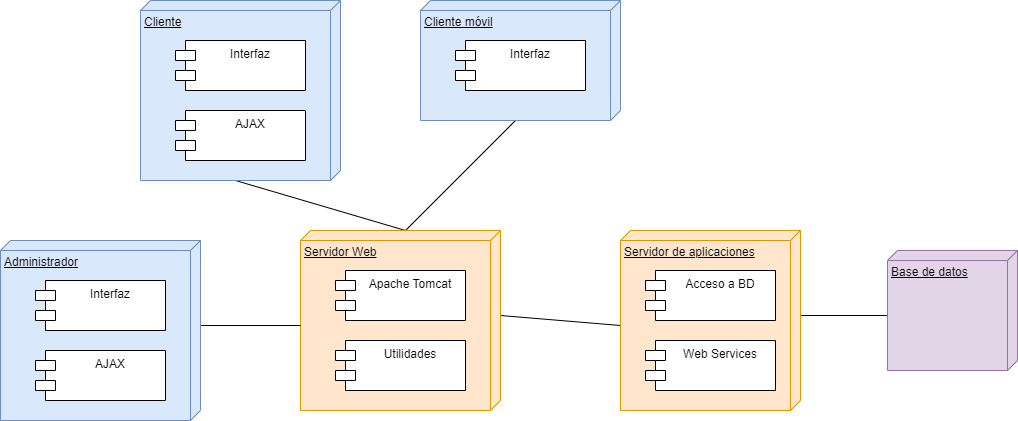 Cliente
Interfaz
AJAX
Cliente móvil
Interfaz
Administrador
Interfaz
AJAX
Servidor Web
Apache Tomcat
Utilidades
Servidor de aplicaciones
Acceso a BD
Web Services
Base de datos